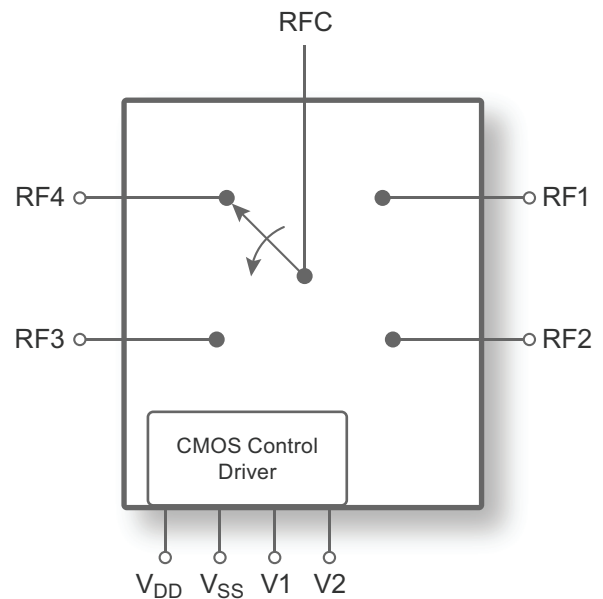 RFC
RF4
RF1
RF3
RF2
CMOS Control
Driver
VDD VSS V1 V2